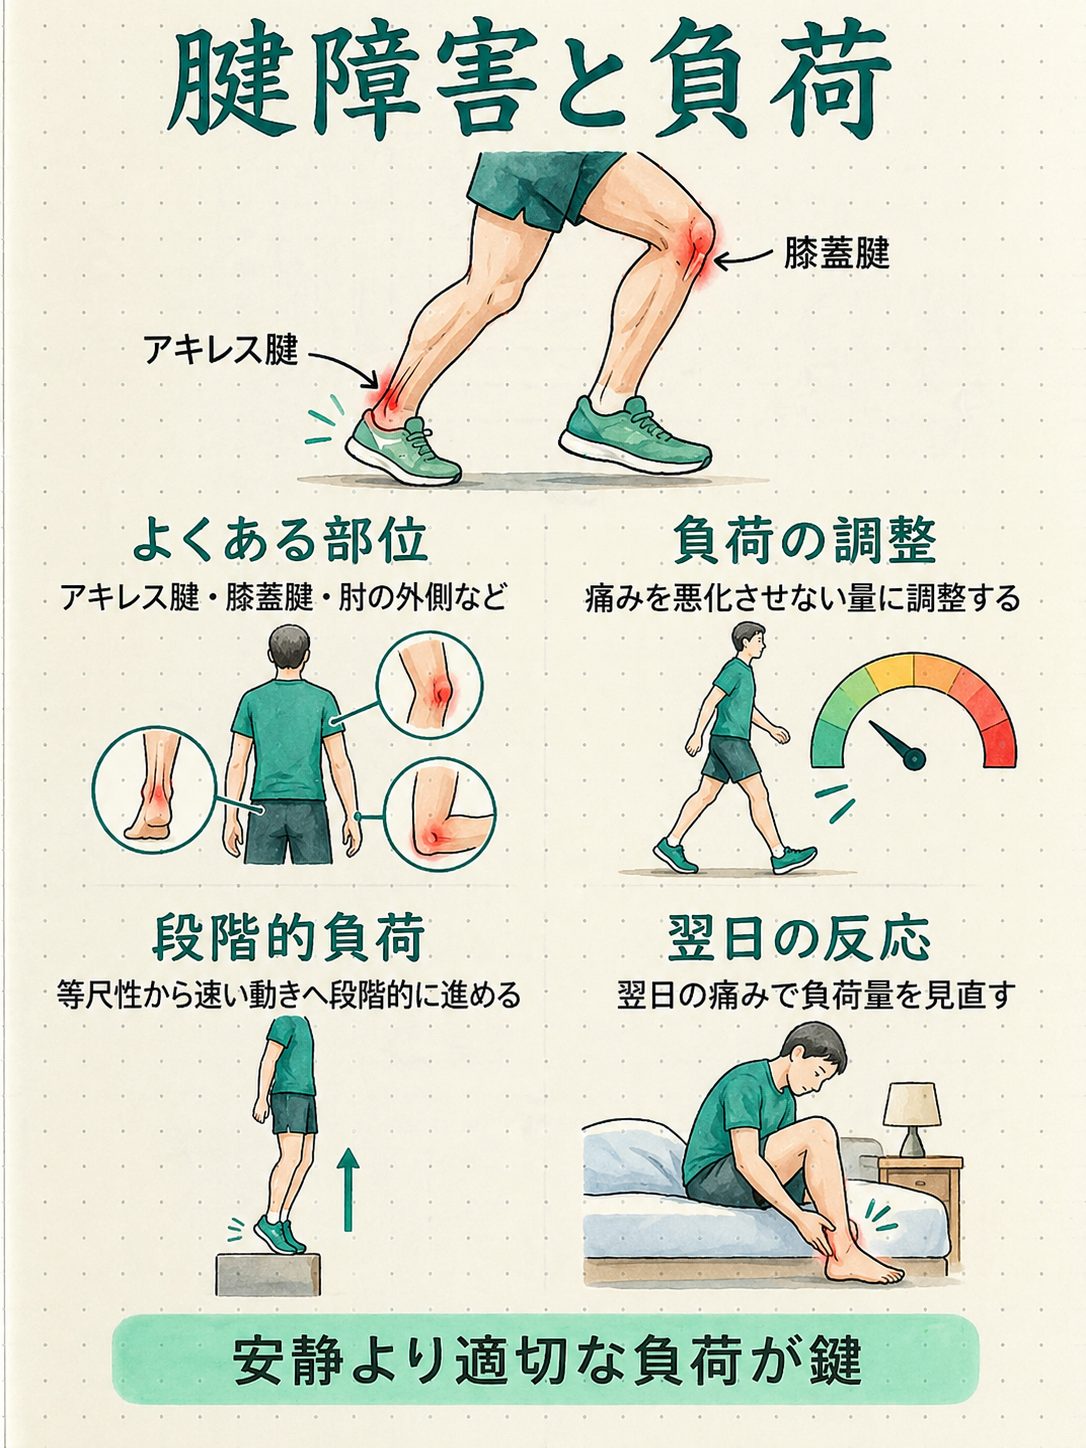 腱障害と負荷
膝蓋腱
アキレス腱
よくある部位
アキレス腱・膝蓋腱・肘の外側など
負荷の調整
痛みを悪化させない量に調整する
段階的負荷
等尺性から速い動きへ段階的に進める
翌日の反応
翌日の痛みで負荷量を見直す
安静より適切な負荷が鍵